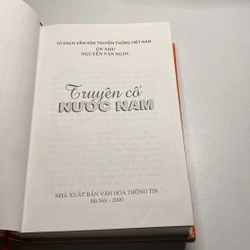 TỦ SÁCH VĂN HÓA TRUYỀN THỐNG VIỆT NAM
ÔN NHƯ
NGUYỄN VĂN NGỌC
Truyện cổ
NƯỚC NAM
NHÀ XUẤT BẢN VĂN HÓA THÔNG TIN
Hà Nội - 2000